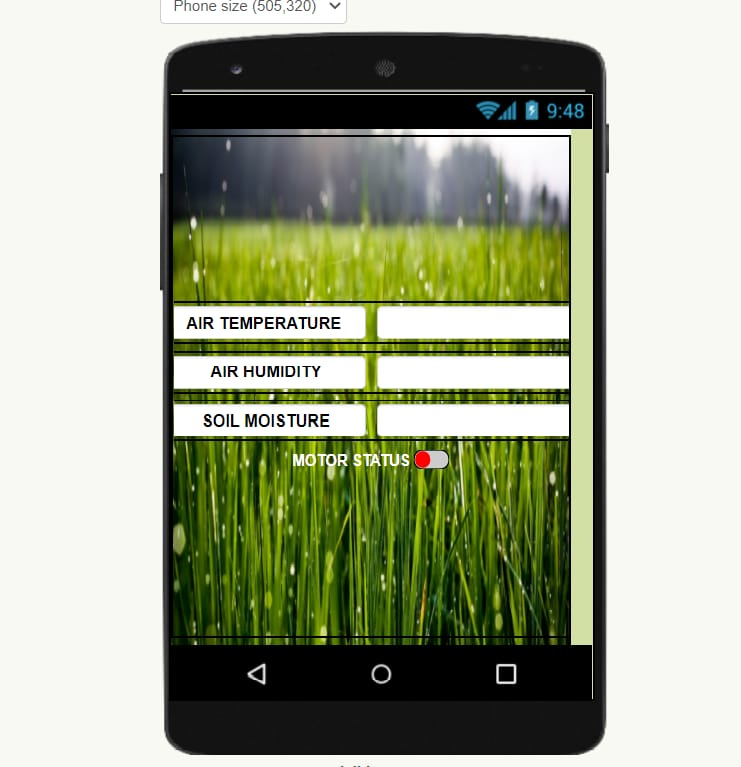 Phone size (505,320)
9:48
AIR TEMPERATURE
AIR HUMIDITY
SOIL MOISTURE
MOTOR STATUS